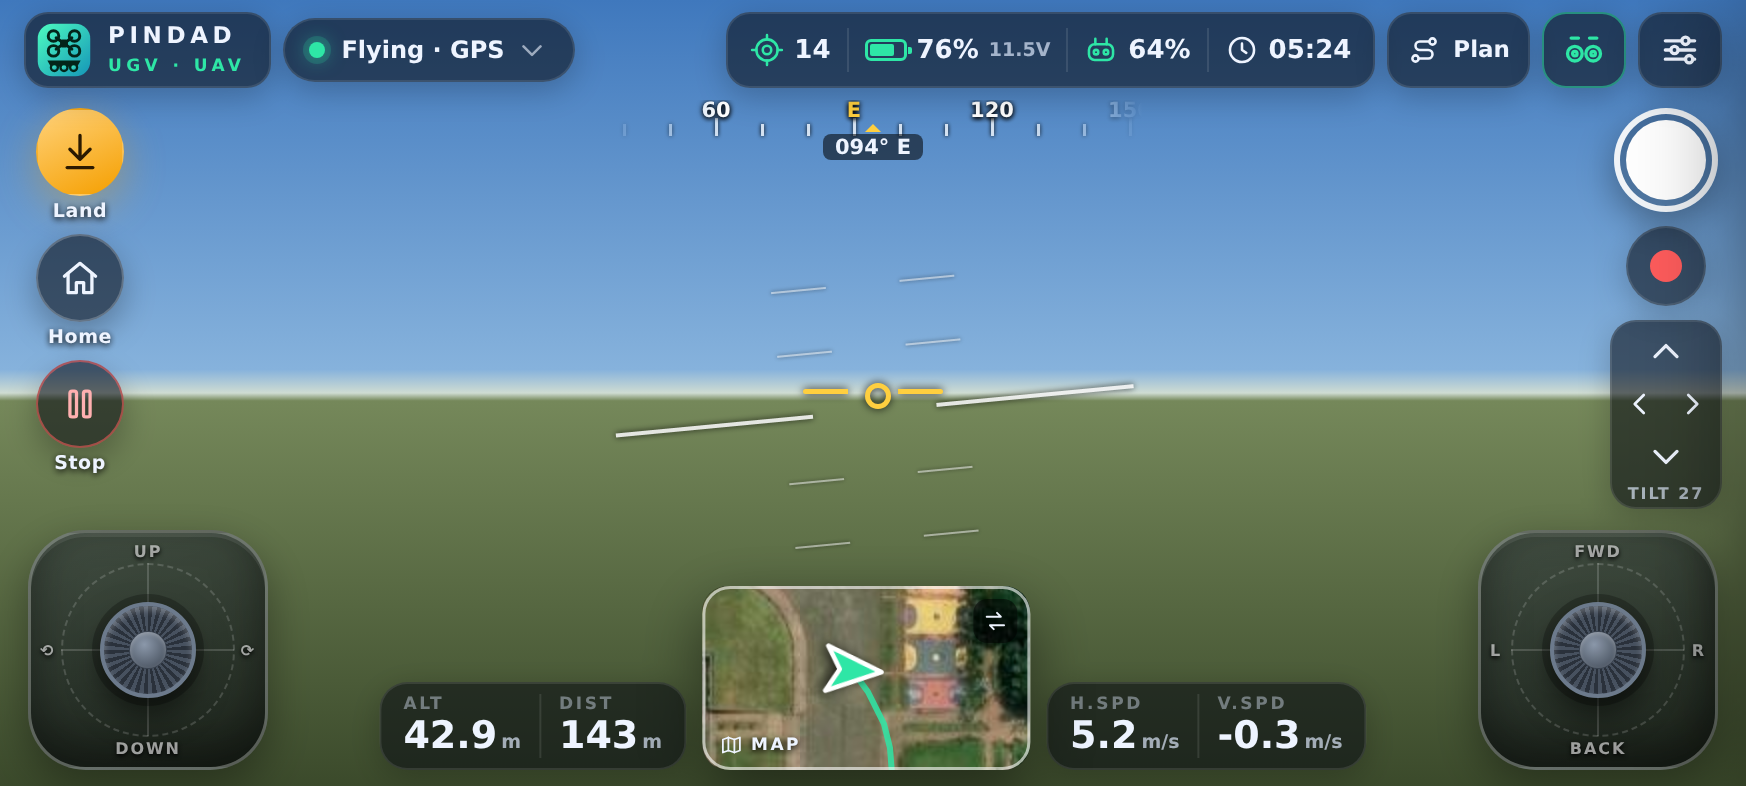 PINDAD
UGV · UAV
Flying · GPS
14
76% 11.5V
64%
05:24
Plan
60 E 120 15
094° E
Land
Home
Stop
TILT 27
UP
DOWN
FWD
L R
BACK
ALT
42.9 m
DIST
143 m
MAP
H.SPD
5.2 m/s
V.SPD
-0.3 m/s